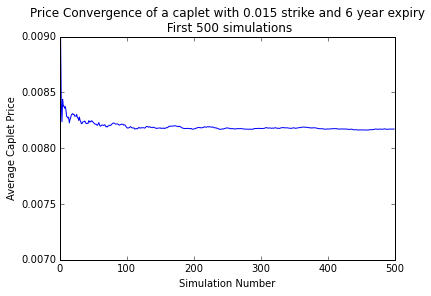 Price Convergence of a caplet with 0.015 strike and 6 year expiry
First 500 simulations
0.0090
0.0085
0.0080
0.0075
0.0070
Average Caplet Price
0 100 200 300 400 500
Simulation Number